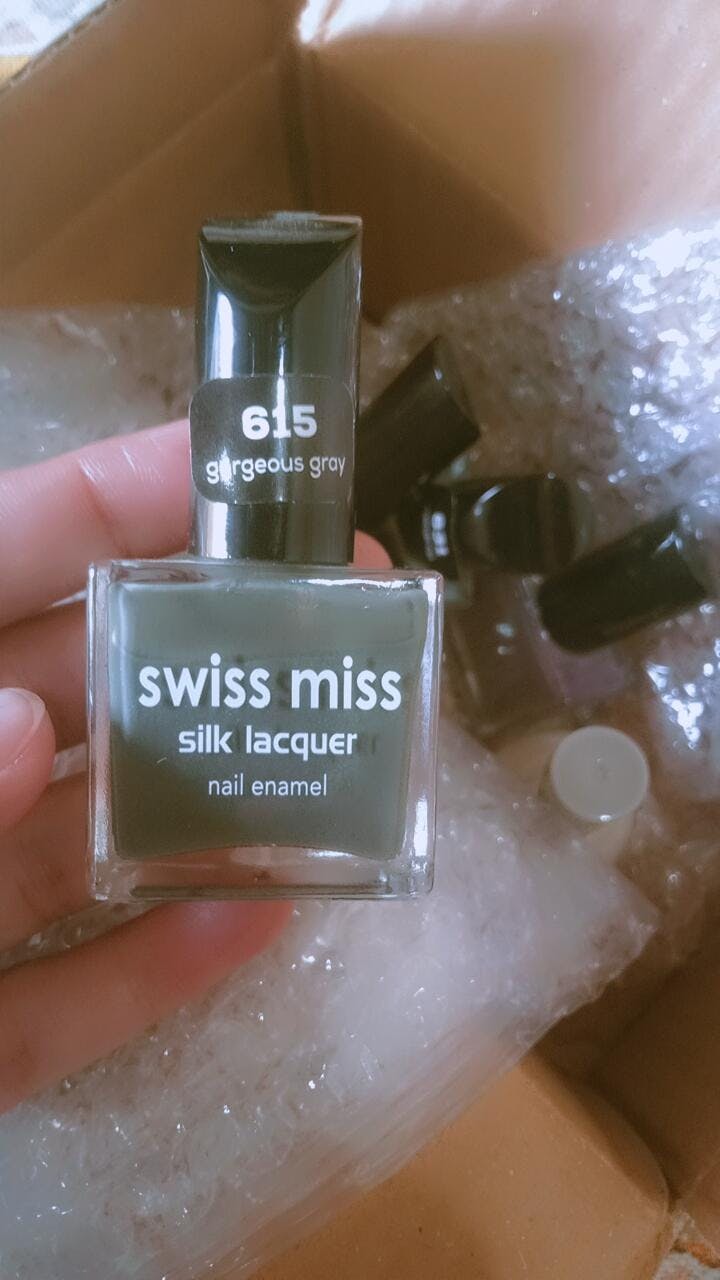 615
gorgeous gray
swiss miss
silk lacquer
nail enamel